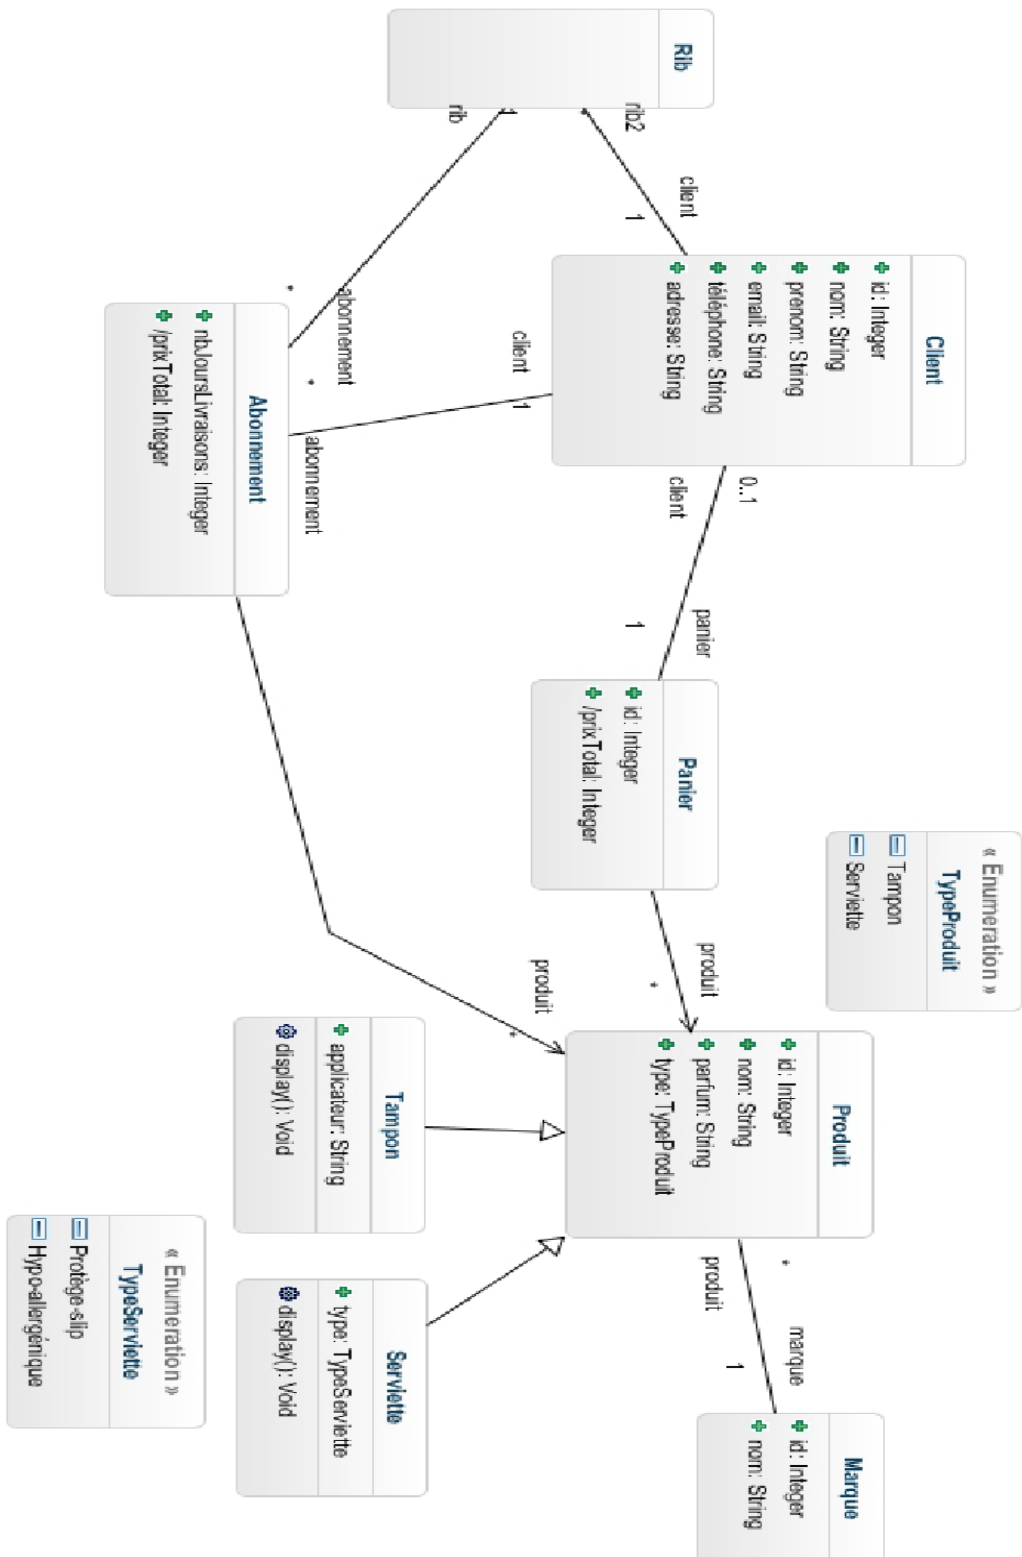 Rib
rib2
*
1
rib
client
1
Client
id: Integer
nom: String
prenom: String
email: String
téléphone: String
adresse: String
abonnement
*
client
1
*
abonnement
Abonnement
nbJoursLivraisons: Integer
/prixTotal: Integer
0..1
client
panier
1
Panier
id: Integer
/prixTotal: Integer
« Enumeration »
TypeProduit
Tampon
Serviette
produit
*
produit
*
Produit
id: Integer
nom: String
parfum: String
type: TypeProduit
Tampon
applicateur: String
display(): Void
*
produit
marque
1
Serviette
type: TypeServiette
display(): Void
« Enumeration »
TypeServiette
Protège-slip
Hypo-allergénique
Marque
id: Integer
nom: String